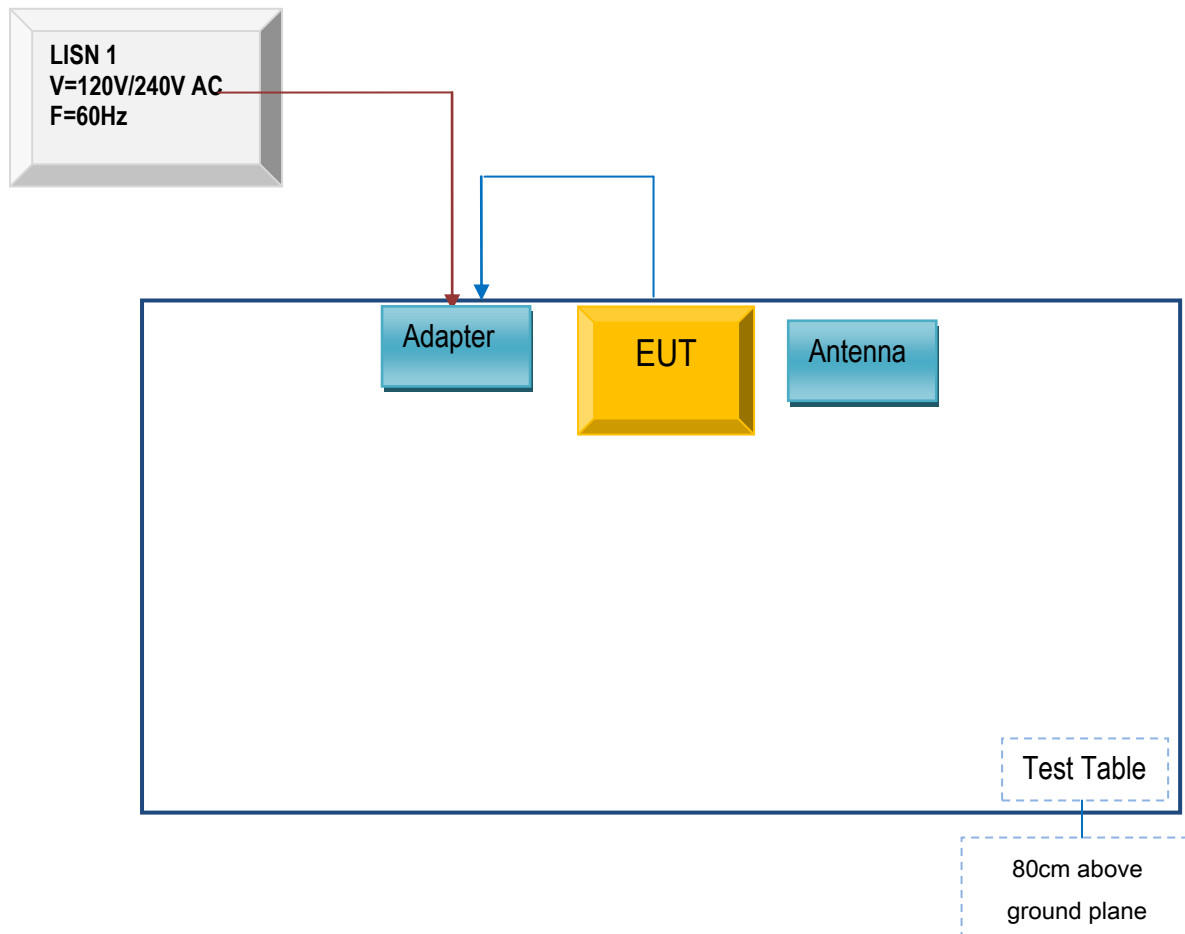 LISN 1
V=120V/240V AC
F=60Hz
Adapter
EUT
Antenna
Test Table
80cm above
ground plane